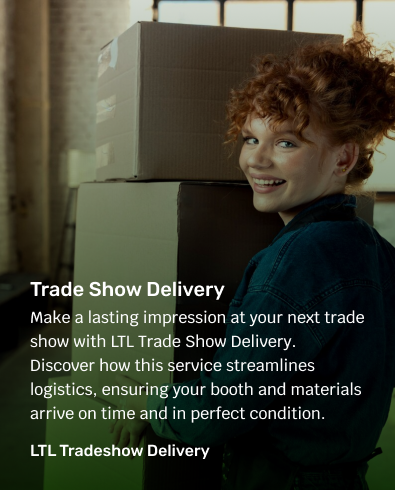 Trade Show Delivery
Make a lasting impression at your next trade
show with LTL Trade Show Delivery.
Discover how this service streamlines
logistics, ensuring your booth and materials
arrive on time and in perfect condition.
LTL Tradeshow Delivery